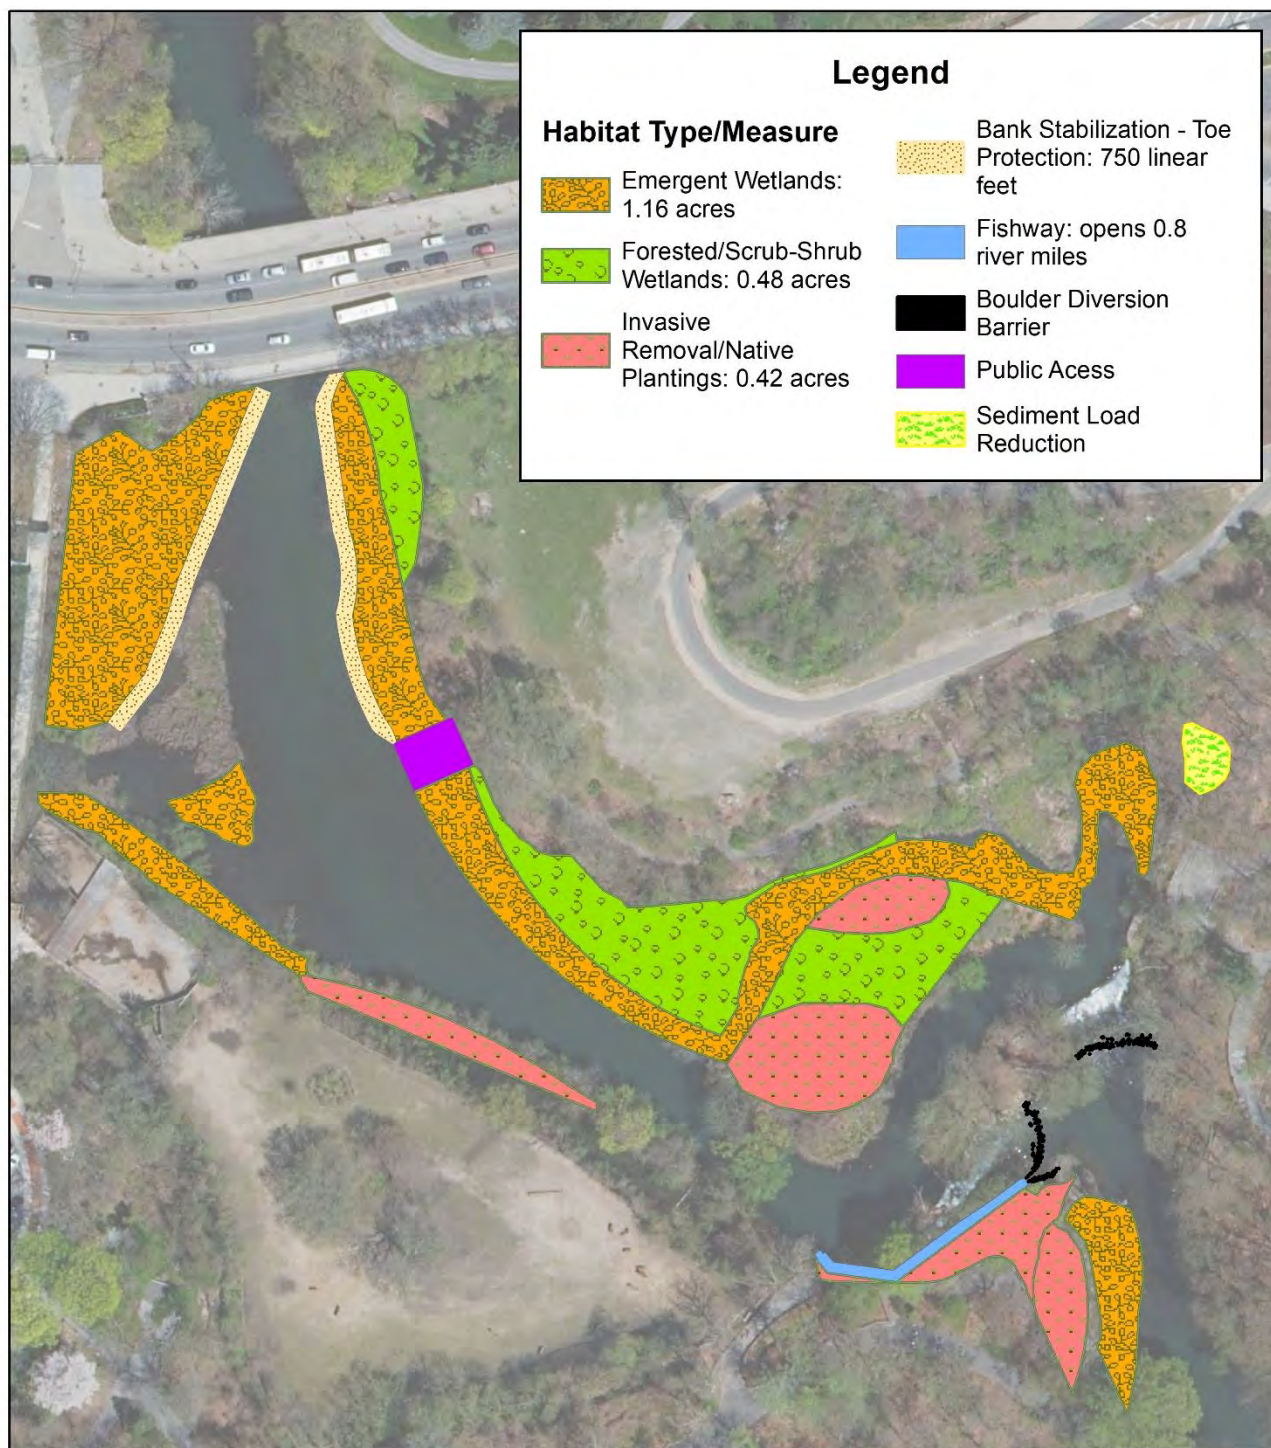 Legend
Habitat Type/Measure
Emergent Wetlands:
1.16 acres
Forested/Scrub-Shrub
Wetlands: 0.48 acres
Invasive
Removal/Native
Plantings: 0.42 acres
Bank Stabilization - Toe
Protection: 750 linear
feet
Fishway: opens 0.8
river miles
Boulder Diversion
Barrier
Public Acess
Sediment Load
Reduction